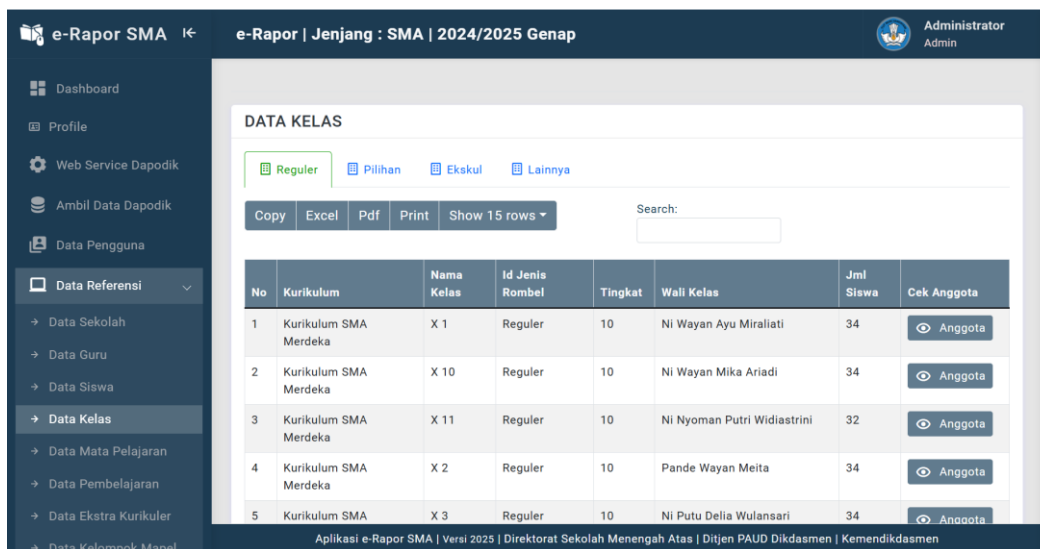 e-Rapor SMA
e-Rapor | Jenjang : SMA | 2024/2025 Genap
Administrator
Admin
Dashboard
Profile
Web Service Dapodik
Ambil Data Dapodik
Data Pengguna
Data Referensi
Data Sekolah
Data Guru
Data Siswa
Data Kelas
Data Mata Pelajaran
Data Pembelajaran
Data Ekstra Kurikuler
Data Kelompok Mapel
DATA KELAS
Reguler Pilihan Ekskul Lainnya
Copy Excel Pdf Print Show 15 rows
Search:
No Kurikulum Nama Kelas Id Jenis Rombel Tingkat Wali Kelas Jml Siswa Cek Anggota
1 Kurikulum SMA Merdeka X 1 Reguler 10 Ni Wayan Ayu Miraliati 34 Anggota
2 Kurikulum SMA Merdeka X 10 Reguler 10 Ni Wayan Mika Ariadi 34 Anggota
3 Kurikulum SMA Merdeka X 11 Reguler 10 Ni Nyoman Putri Widiastrini 32 Anggota
4 Kurikulum SMA Merdeka X 2 Reguler 10 Pande Wayan Meita 34 Anggota
5 Kurikulum SMA X 3 Reguler 10 Ni Putu Delia Wulansari 34 Anggota
Aplikasi e-Rapor SMA | Versi 2025 | Direktorat Sekolah Menengah Atas | Ditjen PAUD Dikdasmen | Kemendikdasmen